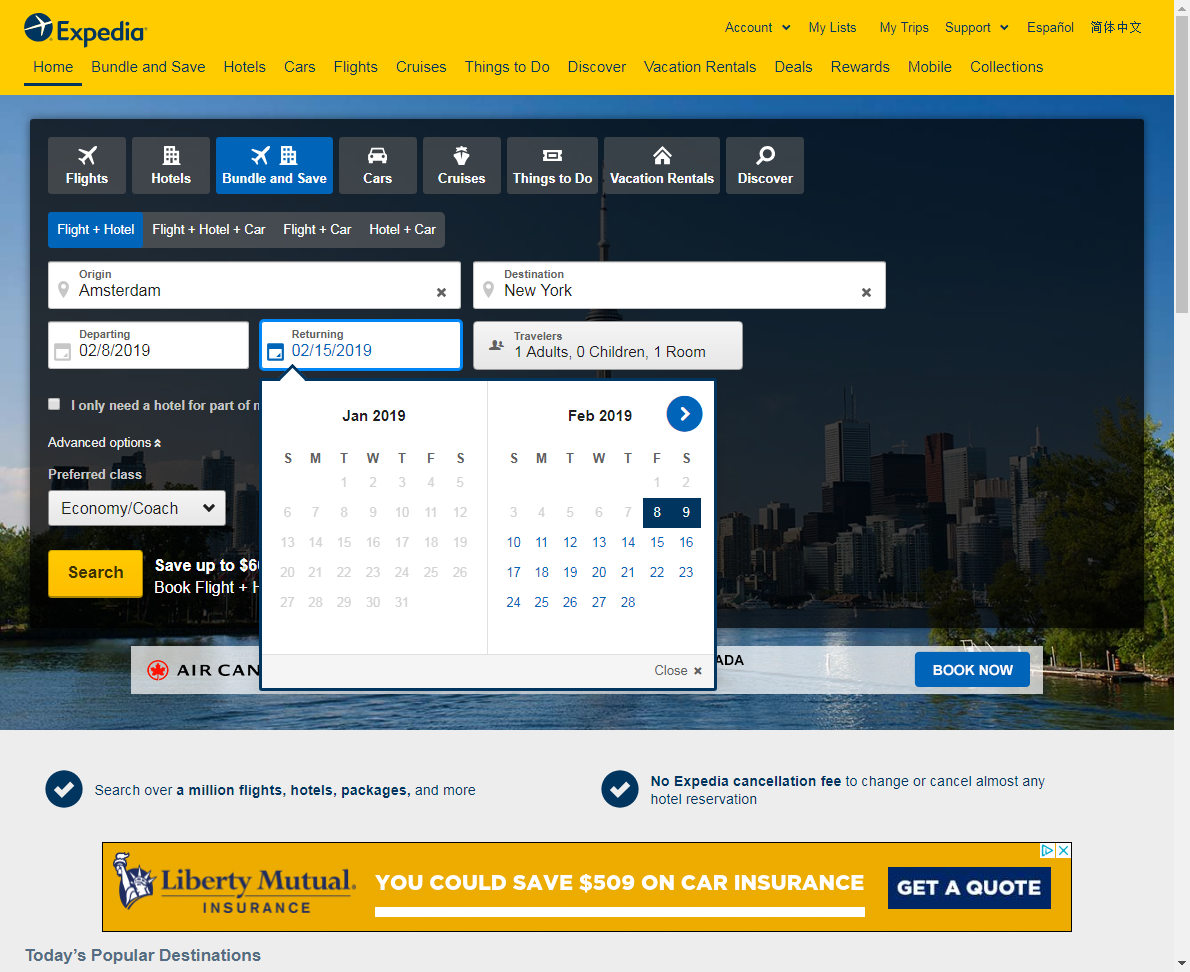 Expedia
Account My Lists My Trips Support Español 简体中文
Home Bundle and Save Hotels Cars Flights Cruises Things to Do Discover Vacation Rentals Deals Rewards Mobile Collections
Flights Hotels Bundle and Save Cars Cruises Things to Do Vacation Rentals Discover
Flight + Hotel Flight + Hotel + Car Flight + Car Hotel + Car
Origin
Amsterdam
Destination
New York
Departing
02/8/2019
Returning
02/15/2019
Travelers
1 Adults, 0 Children, 1 Room
I only need a hotel for part of
Advanced options
Preferred class
Economy/Coach
Search
Save up to $6
Book Flight +
Jan 2019
S M T W T F S
1 2 3 4 5
6 7 8 9 10 11 12
13 14 15 16 17 18 19
20 21 22 23 24 25 26
27 28 29 30 31
Feb 2019
S M T W T F S
1 2
3 4 5 6 7 8 9
10 11 12 13 14 15 16
17 18 19 20 21 22 23
24 25 26 27 28
Close
AIR CAN
ADA
BOOK NOW
Search over a million flights, hotels, packages, and more
No Expedia cancellation fee to change or cancel almost any
hotel reservation
Liberty Mutual.
INSURANCE
YOU COULD SAVE $509 ON CAR INSURANCE
GET A QUOTE
Today’s Popular Destinations